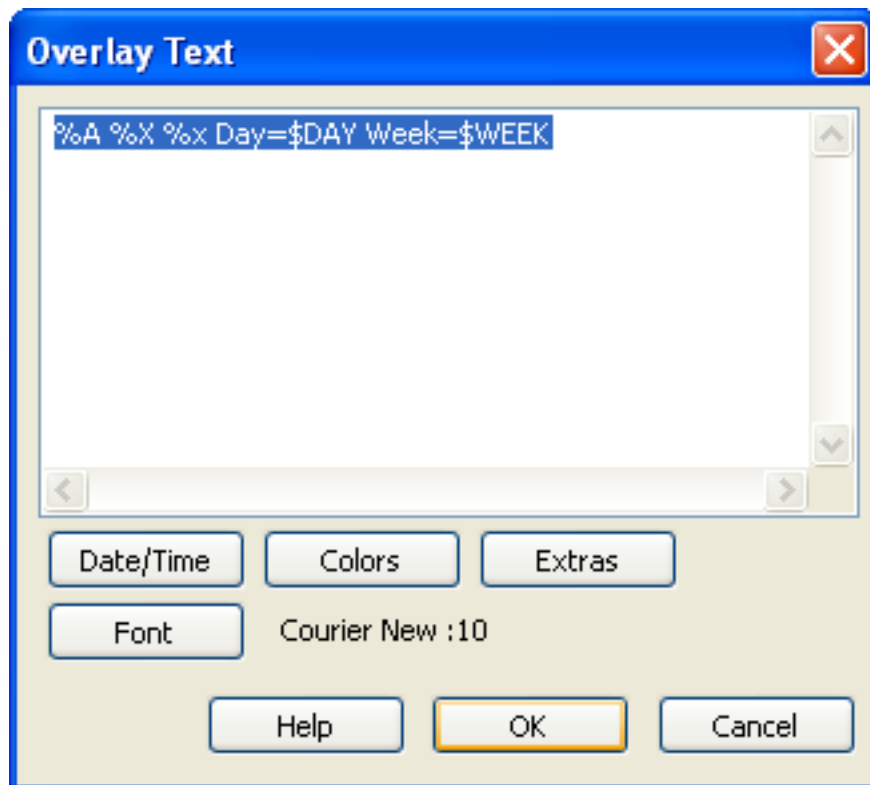 Overlay Text
%A %X %x Day=$DAY Week=$WEEK
Date/Time Colors Extras
Font Courier New :10
Help OK Cancel